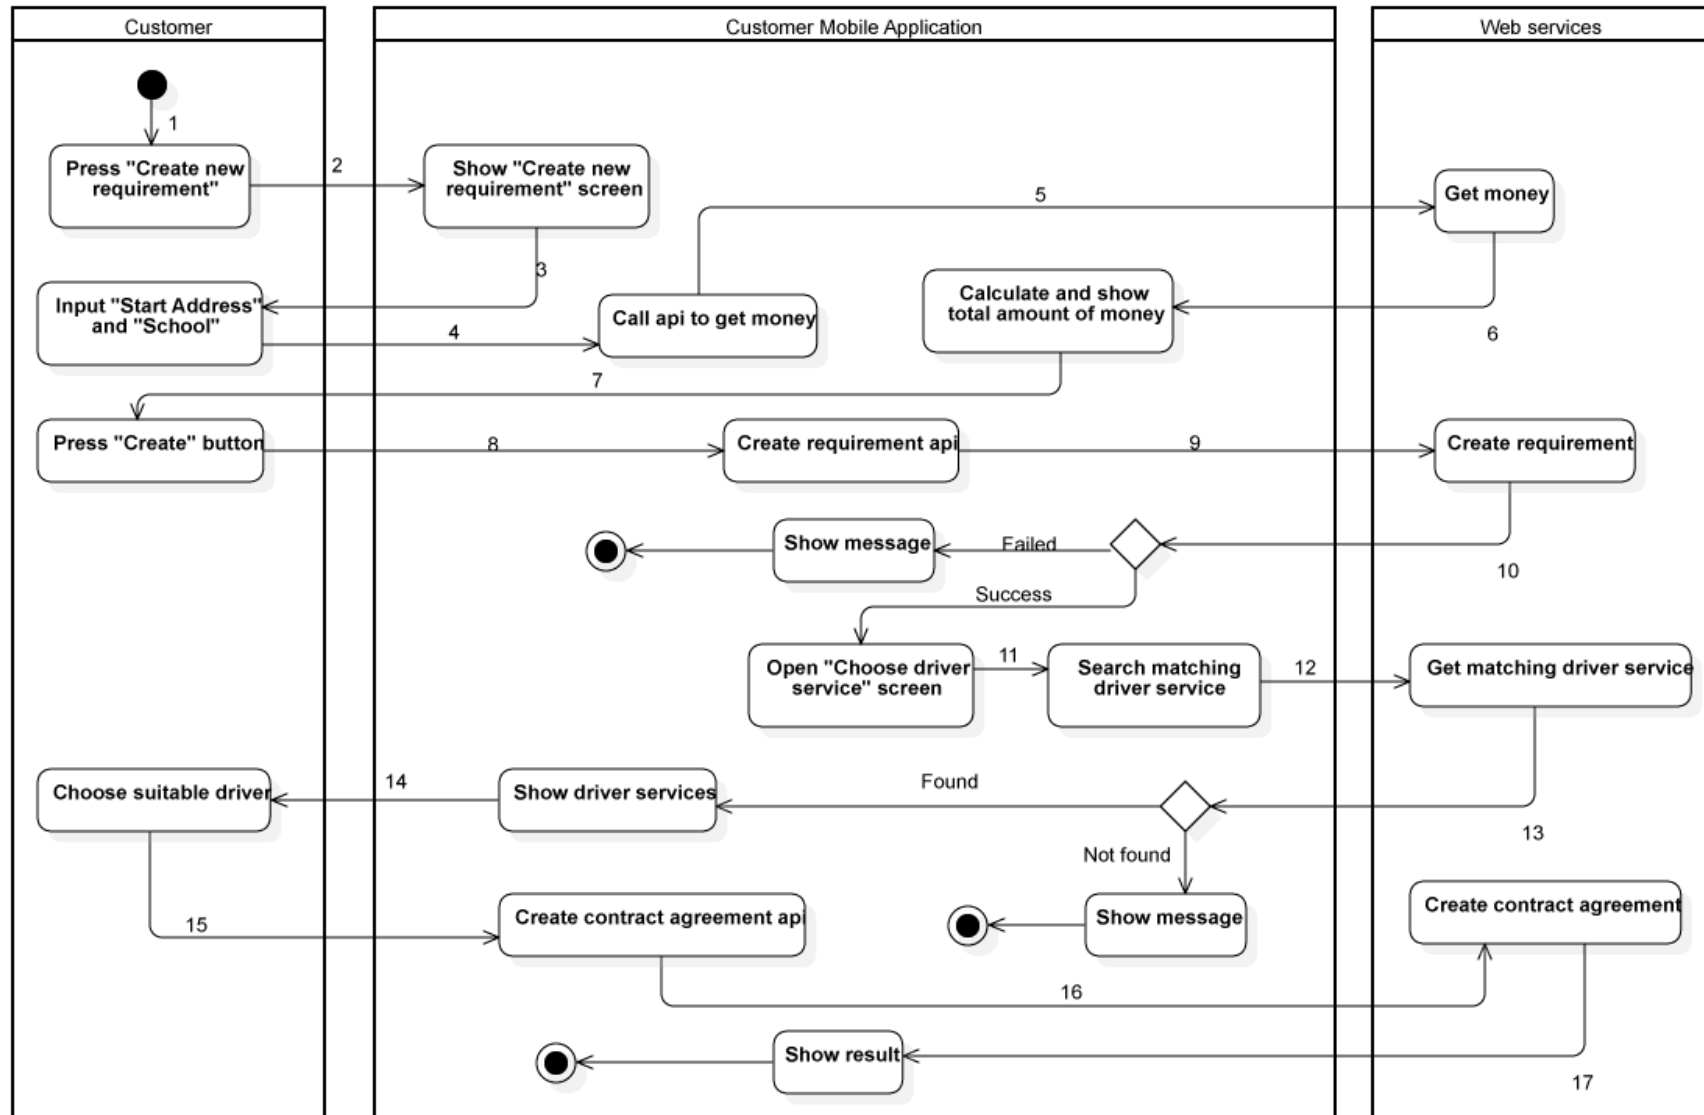 Customer
Customer Mobile Application
Web services
1
Press "Create new
requirement"
2
Show "Create new
requirement" screen
5
Get money
3
Input "Start Address"
and "School"
4
Call api to get money
Calculate and show
total amount of money
6
7
Press "Create" button
8
Create requirement api
9
Create requirement
Show message
Failed
10
Success
Open "Choose driver
service" screen
11
Search matching
driver service
12
Get matching driver service
Choose suitable driver
14
Show driver services
Found
13
Not found
15
Create contract agreement api
Show message
Create contract agreement
16
Show result
17